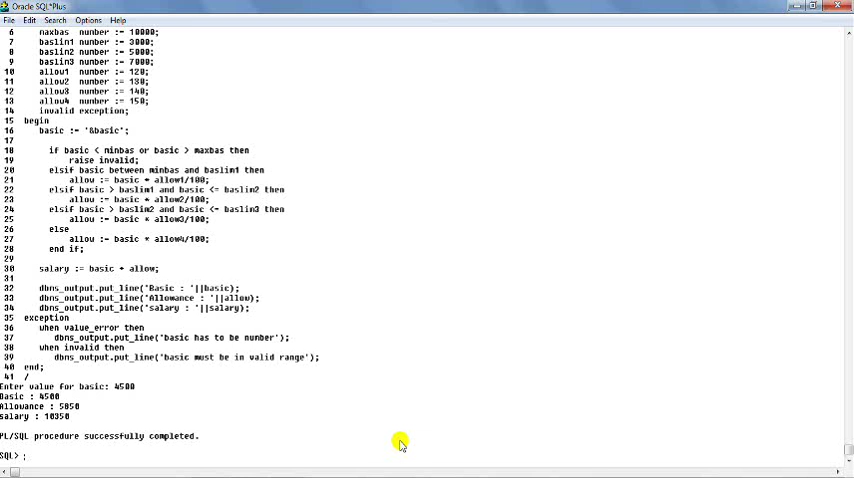 Oracle SQL*Plus
File Edit Search Options Help
6 maxbas number := 10000;
7 baslim1 number := 3000;
8 baslim2 number := 5000;
9 baslim3 number := 7000;
10 allow1 number := 120;
11 allow2 number := 130;
12 allow3 number := 140;
13 allow4 number := 150;
14 invalid exception;
15 begin
16 basic := '&basic';
17
18 if basic < minbas or basic > maxbas then
19 raise invalid;
20 elsif basic between minbas and baslim1 then
21 allow := basic * allow1/100;
22 elsif basic > baslim1 and basic <= baslim2 then
23 allow := basic * allow2/100;
24 elsif basic > baslim2 and basic <= baslim3 then
25 allow := basic * allow3/100;
26 else
27 allow := basic * allow4/100;
28 end if;
29
30 salary := basic + allow;
31
32 dbms_output.put_line('Basic : '||basic);
33 dbms_output.put_line('Allowance : '||allow);
34 dbms_output.put_line('salary : '||salary);
35 exception
36 when value_error then
37 dbms_output.put_line('basic has to be number');
38 when invalid then
39 dbms_output.put_line('basic must be in valid range');
40 end;
41 /
Enter value for basic: 4500
Basic : 4500
Allowance : 5850
salary : 10350
PL/SQL procedure successfully completed.
SQL> ;